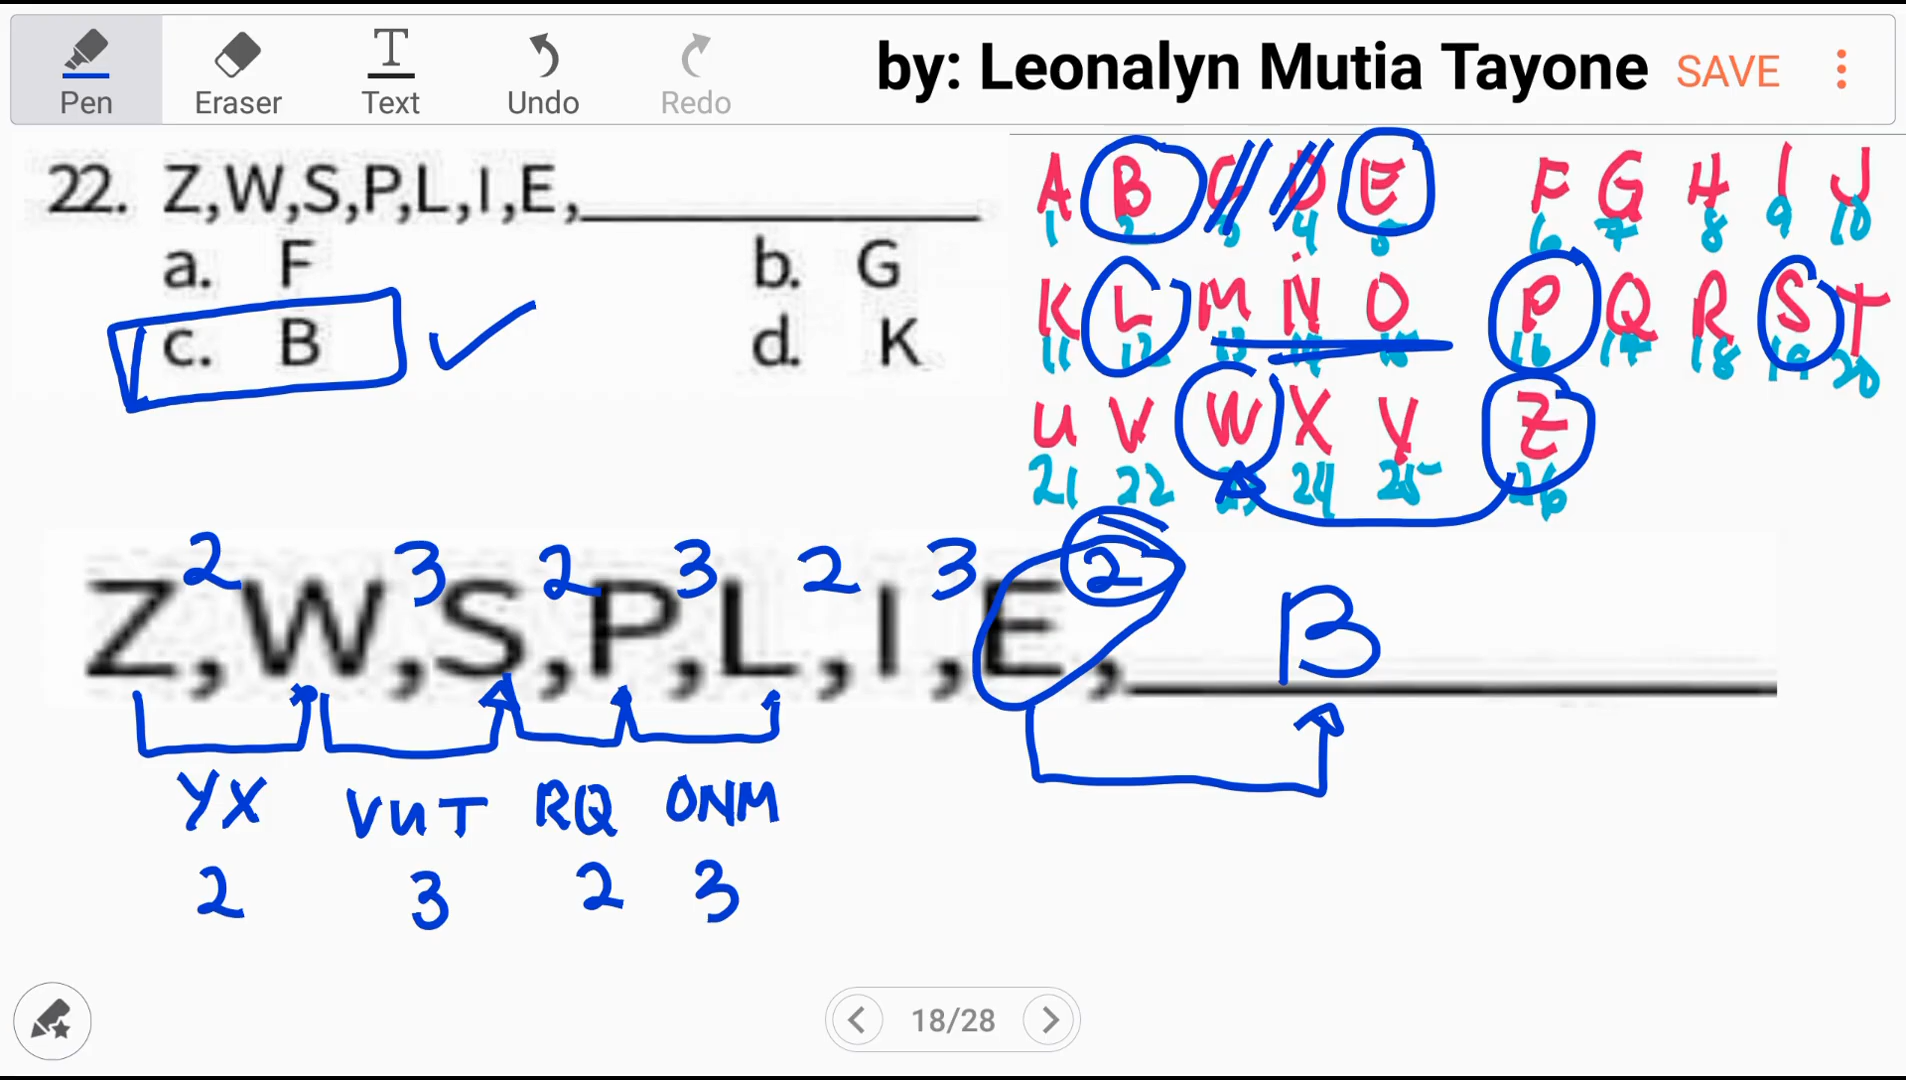 Pen Eraser Text Undo Redo by: Leonalyn Mutia Tayone SAVE
22. Z,W,S,P,L,I,E,
a. F b. G
c. B d. K
A B C D E F G H I J
1 2 3 4 5 6 7 8 9 10
K L M N O P Q R S T
11 12 13 14 15 16 17 18 19 20
U V W X Y Z
21 22 23 24 25 26
2 3 2 3 2 3 2
Z,W,S,P,L,I,E, B
YX VUT RQ ONM
2 3 2 3
18/28